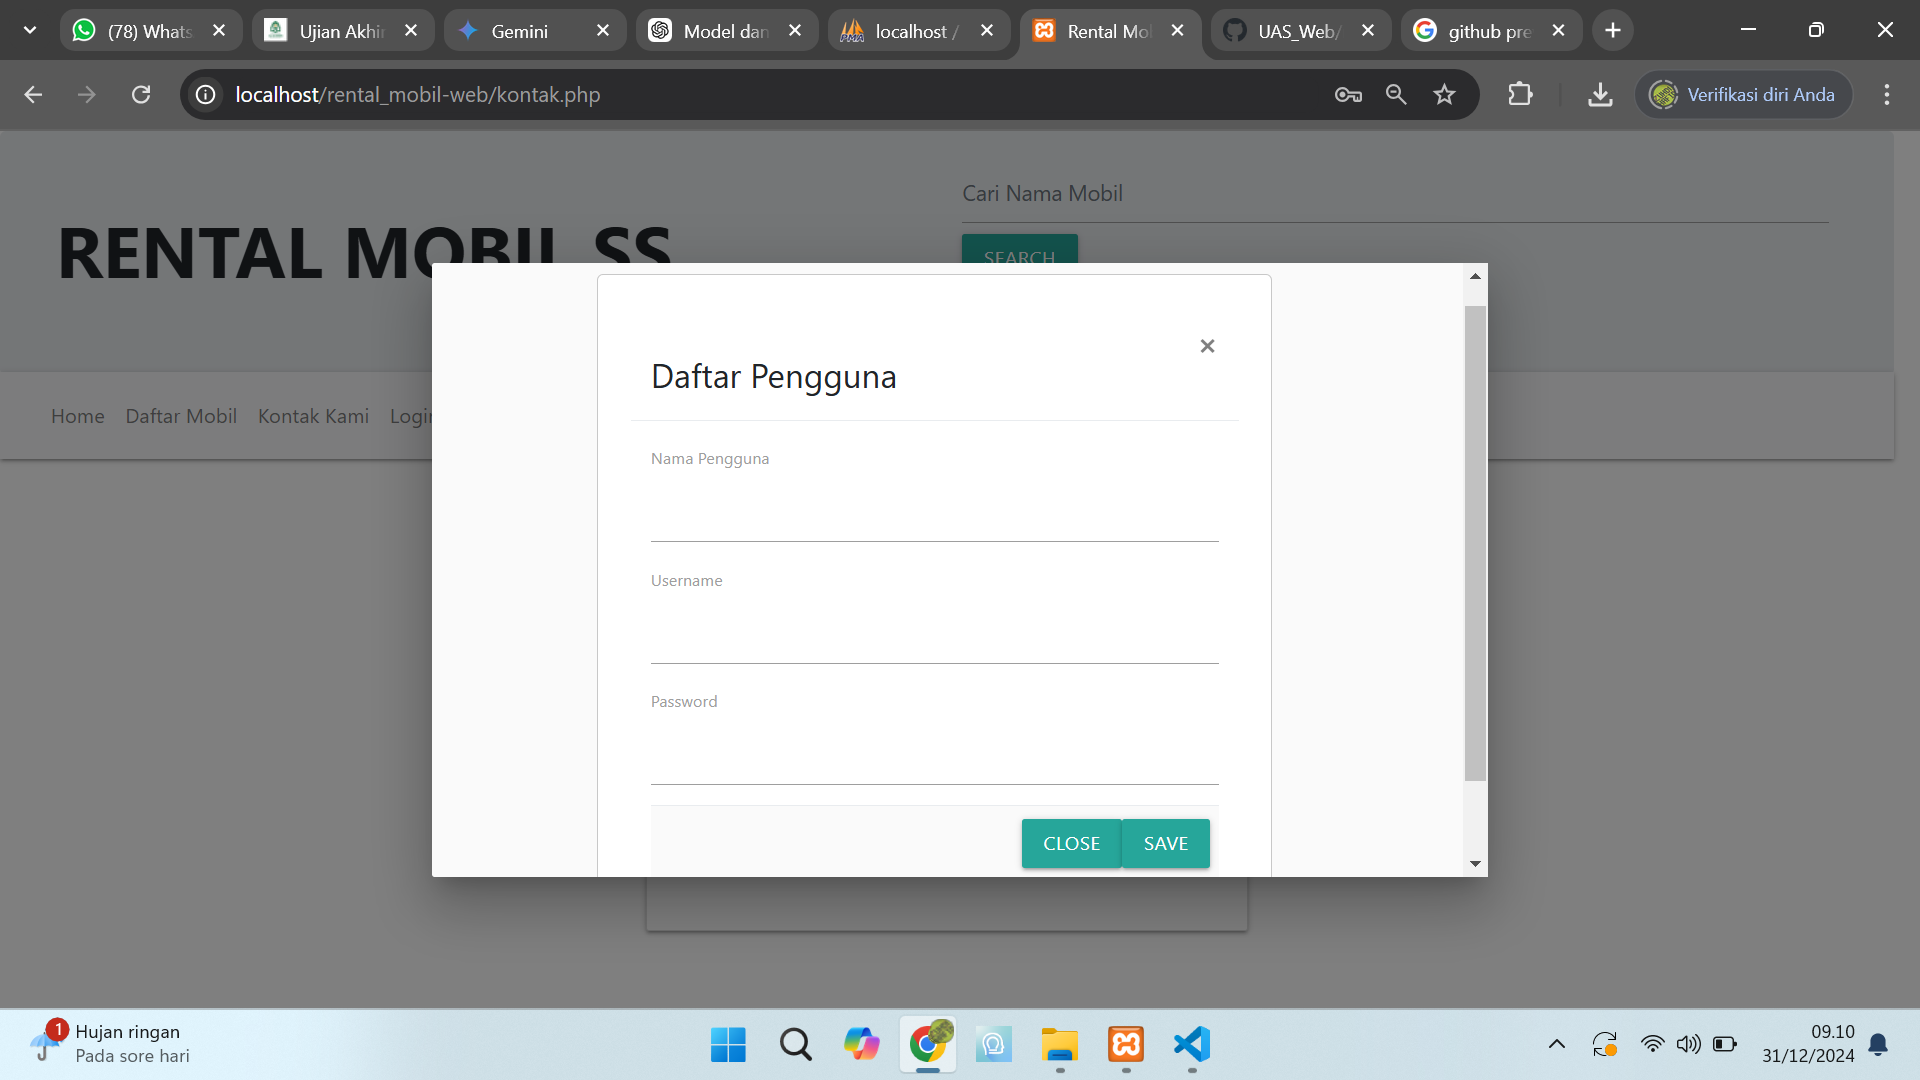 (78) Whats
Ujian Akhir
Gemini
Model dan
localhost /
Rental Mo
UAS_Web/
github pre
localhost/rental_mobil-web/kontak.php
Verifikasi diri Anda
Cari Nama Mobil
RENTAL MOBIL SS
SEARCH
Home
Daftar Mobil
Kontak Kami
Login
×
Daftar Pengguna
Nama Pengguna
Username
Password
CLOSE
SAVE
1
Hujan ringan
Pada sore hari
09.10
31/12/2024